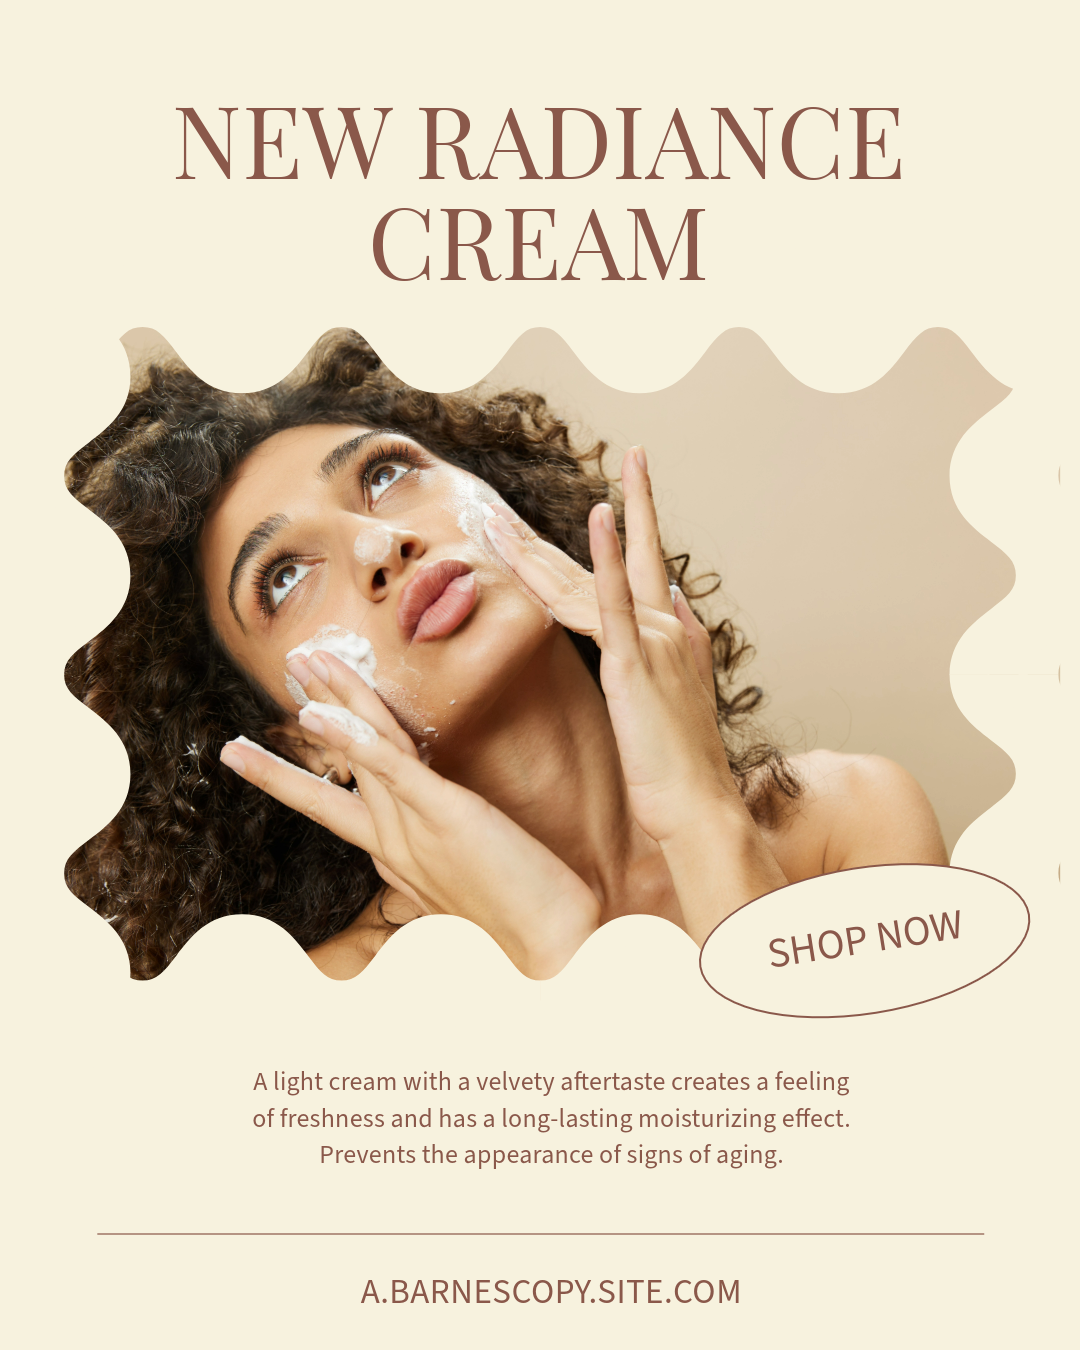 NEW RADIANCE
CREAM
SHOP NOW
A light cream with a velvety aftertaste creates a feeling
of freshness and has a long-lasting moisturizing effect.
Prevents the appearance of signs of aging.
A.BARNESCOPY.SITE.COM